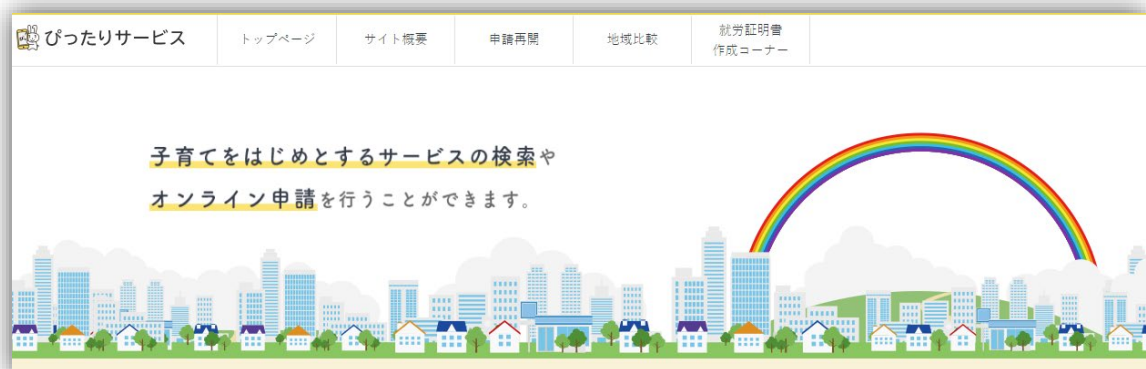 ぴったりサービス
トップページ
サイト概要
申請再開
地域比較
就労証明書
作成コーナー
子育てをはじめとするサービスの検索や
オンライン申請を行うことができます。